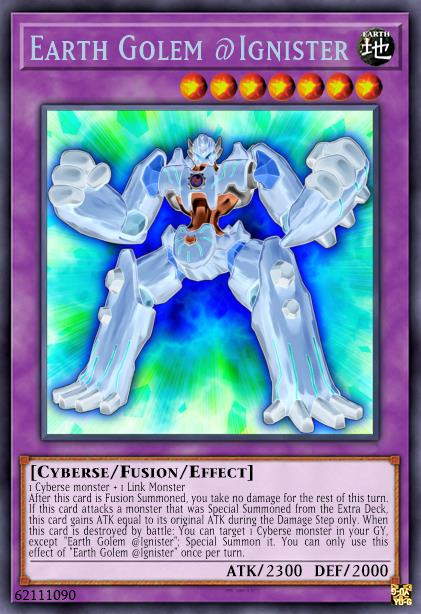 EARTH GOLEM @IGNISTER
EARTH
地
[CYBERSE/FUSION/EFFECT]
1 Cyberse monster + 1 Link Monster
After this card is Fusion Summoned, you take no damage for the rest of this turn.
If this card attacks a monster that was Special Summoned from the Extra Deck,
this card gains ATK equal to its original ATK during the Damage Step only. When
this card is destroyed by battle: You can target 1 Cyberse monster in your GY,
except "Earth Golem @Ignister"; Special Summon it. You can only use this
effect of "Earth Golem @Ignister" once per turn.
ATK/2300 DEF/2000
62111090